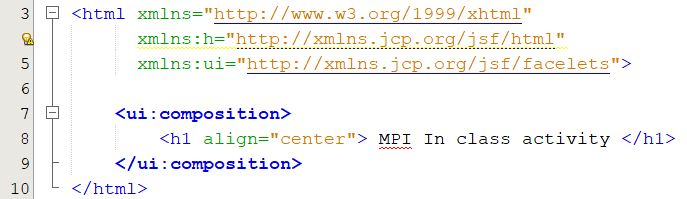 3 <html xmlns="http://www.w3.org/1999/xhtml"
xmlns:h="http://xmlns.jcp.org/jsf/html"
5 xmlns:ui="http://xmlns.jcp.org/jsf/facelets">
6
7 <ui:composition>
8 <h1 align="center"> MPI In class activity </h1>
9 </ui:composition>
10 </html>